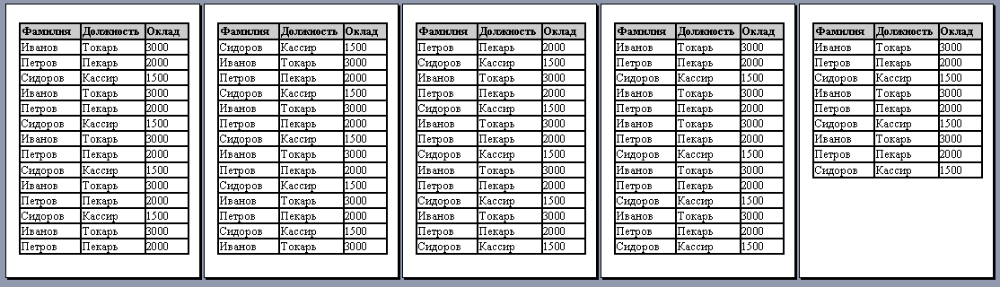 Фамилия Должность Оклад
Иванов Токарь 3000
Петров Пекарь 2000
Сидоров Кассир 1500
Иванов Токарь 3000
Петров Пекарь 2000
Сидоров Кассир 1500
Иванов Токарь 3000
Петров Пекарь 2000
Сидоров Кассир 1500
Иванов Токарь 3000
Петров Пекарь 2000
Сидоров Кассир 1500
Иванов Токарь 3000
Петров Пекарь 2000
Фамилия Должность Оклад
Сидоров Кассир 1500
Иванов Токарь 3000
Петров Пекарь 2000
Сидоров Кассир 1500
Иванов Токарь 3000
Петров Пекарь 2000
Сидоров Кассир 1500
Иванов Токарь 3000
Петров Пекарь 2000
Сидоров Кассир 1500
Иванов Токарь 3000
Петров Пекарь 2000
Сидоров Кассир 1500
Иванов Токарь 3000
Фамилия Должность Оклад
Петров Пекарь 2000
Сидоров Кассир 1500
Иванов Токарь 3000
Петров Пекарь 2000
Сидоров Кассир 1500
Иванов Токарь 3000
Петров Пекарь 2000
Сидоров Кассир 1500
Иванов Токарь 3000
Петров Пекарь 2000
Сидоров Кассир 1500
Иванов Токарь 3000
Петров Пекарь 2000
Сидоров Кассир 1500
Фамилия Должность Оклад
Иванов Токарь 3000
Петров Пекарь 2000
Сидоров Кассир 1500
Иванов Токарь 3000
Петров Пекарь 2000
Иванов Токарь 3000
Петров Пекарь 2000
Сидоров Кассир 1500
Иванов Токарь 3000
Петров Пекарь 2000
Сидоров Кассир 1500
Иванов Токарь 3000
Петров Пекарь 2000
Сидоров Кассир 1500
Фамилия Должность Оклад
Иванов Токарь 3000
Петров Пекарь 2000
Сидоров Кассир 1500
Иванов Токарь 3000
Петров Пекарь 2000
Сидоров Кассир 1500
Иванов Токарь 3000
Петров Пекарь 2000
Сидоров Кассир 1500